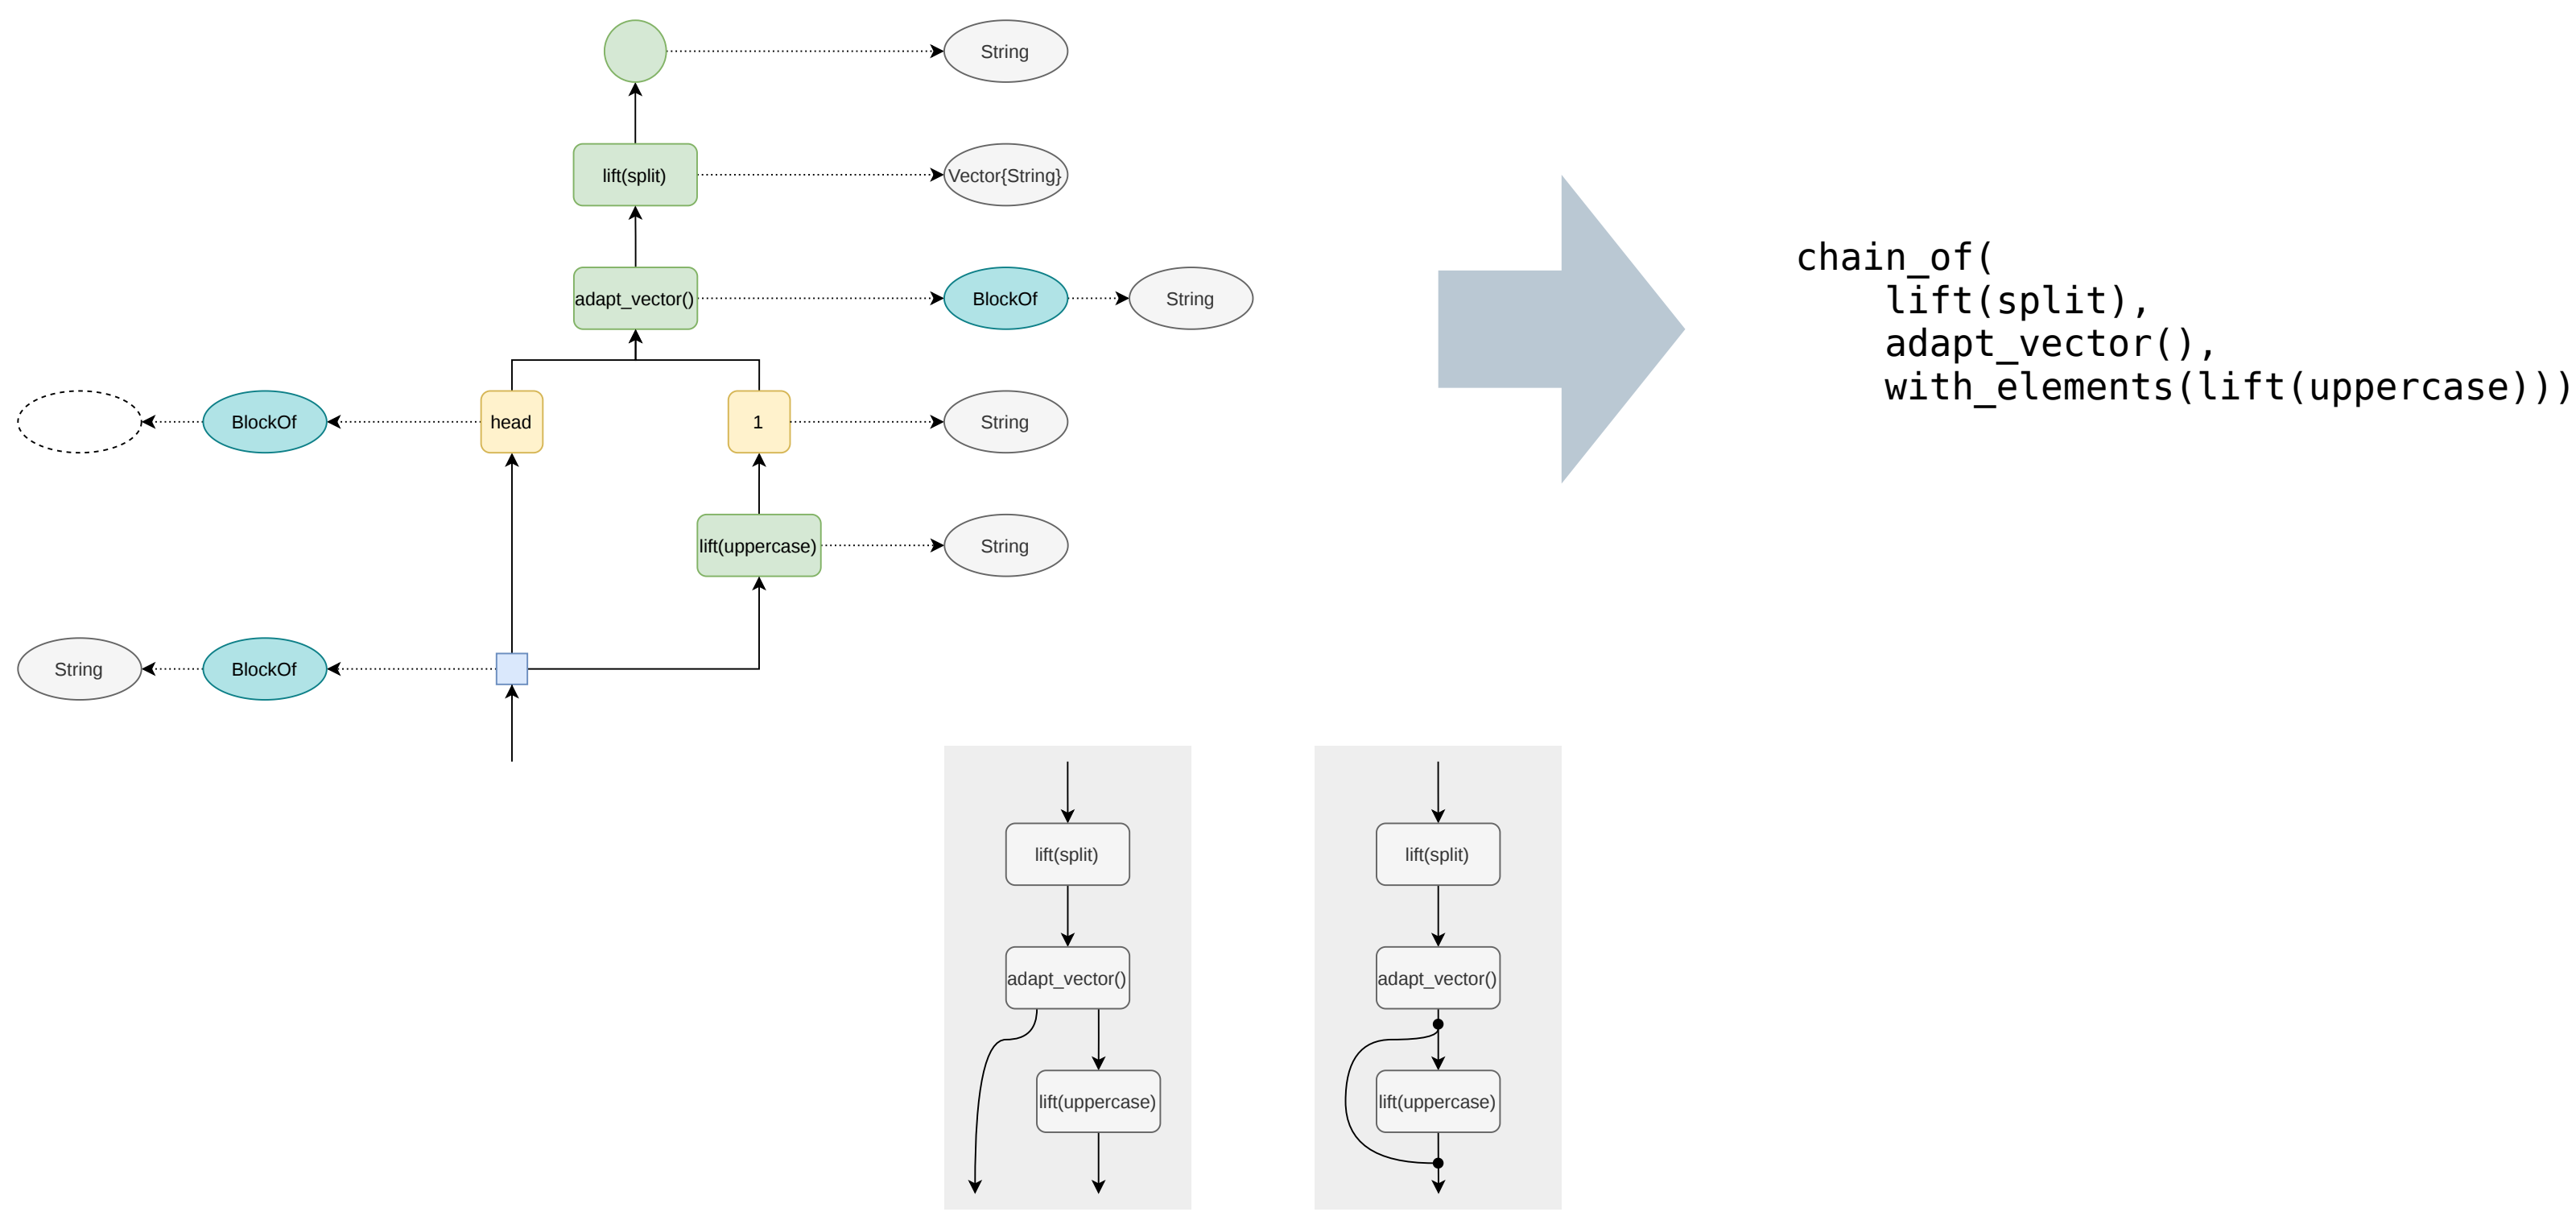 String
lift(split)
Vector{String}
adapt_vector()
BlockOf
String
BlockOf
head
1
String
lift(uppercase)
String
String
BlockOf
chain_of(
    lift(split),
    adapt_vector(),
    with_elements(lift(uppercase)))
lift(split)
adapt_vector()
lift(uppercase)
lift(split)
adapt_vector()
lift(uppercase)